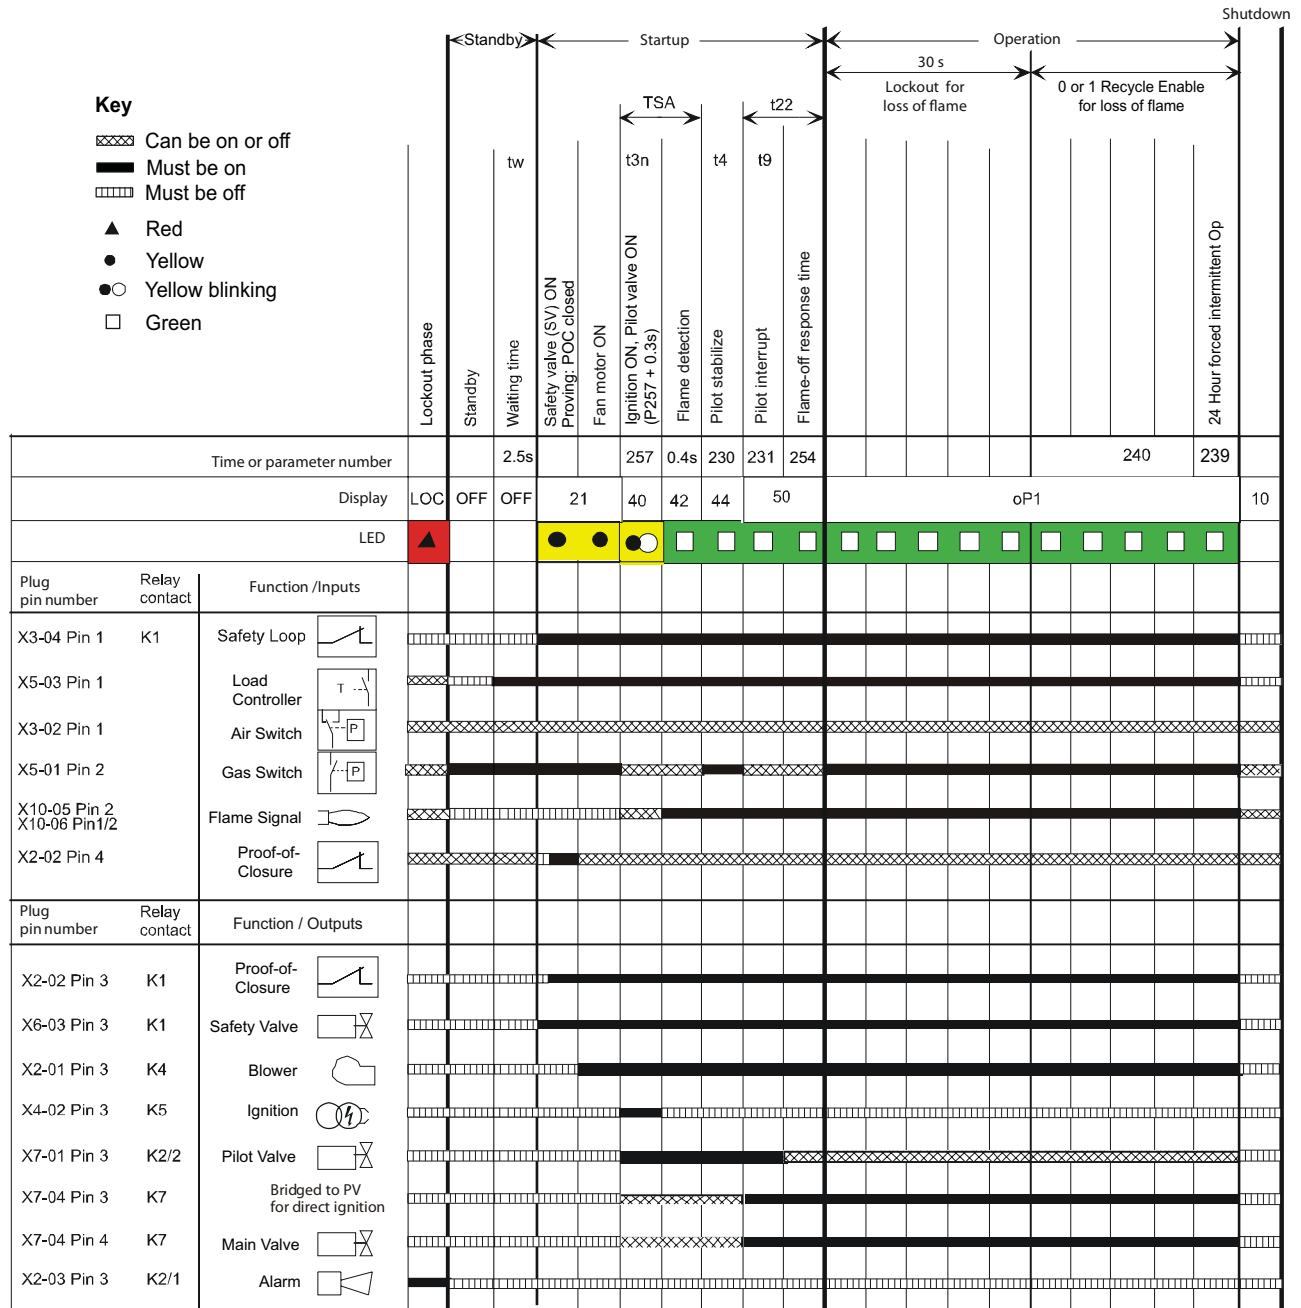 Shutdown
Standby
Startup
Operation
30 s
Lockout for
loss of flame
0 or 1 Recycle Enable
for loss of flame
Key
Can be on or off
Must be on
Must be off
Red
Yellow
Yellow blinking
Green
TSA
t22
tw
t3n
t4
t9
Lockout phase
Standby
Waiting time
Safety valve (SV) ON
Proving: POC closed
Fan motor ON
Ignition ON, Pilot valve ON
(P257 + 0.3s)
Flame detection
Pilot stabilize
Pilot interrupt
Flame-off response time
24 Hour forced intermittent Op
Time or parameter number 2.5s 257 0.4s 230 231 254 240 239
Display LOC OFF OFF 21 40 42 44 50 oP1 10
LED
Plug
pin number
Relay
contact
Function /Inputs
X3-04 Pin 1 K1 Safety Loop
X5-03 Pin 1 Load
Controller
T
X3-02 Pin 1 Air Switch P
X5-01 Pin 2 Gas Switch P
X10-05 Pin 2
X10-06 Pin1/2
Flame Signal
X2-02 Pin 4 Proof-of-
Closure
Plug
pin number
Relay
contact
Function / Outputs
X2-02 Pin 3 K1 Proof-of-
Closure
X6-03 Pin 3 K1 Safety Valve
X2-01 Pin 3 K4 Blower
X4-02 Pin 3 K5 Ignition
X7-01 Pin 3 K2/2 Pilot Valve
X7-04 Pin 3 K7 Bridged to PV
for direct ignition
X7-04 Pin 4 K7 Main Valve
X2-03 Pin 3 K2/1 Alarm